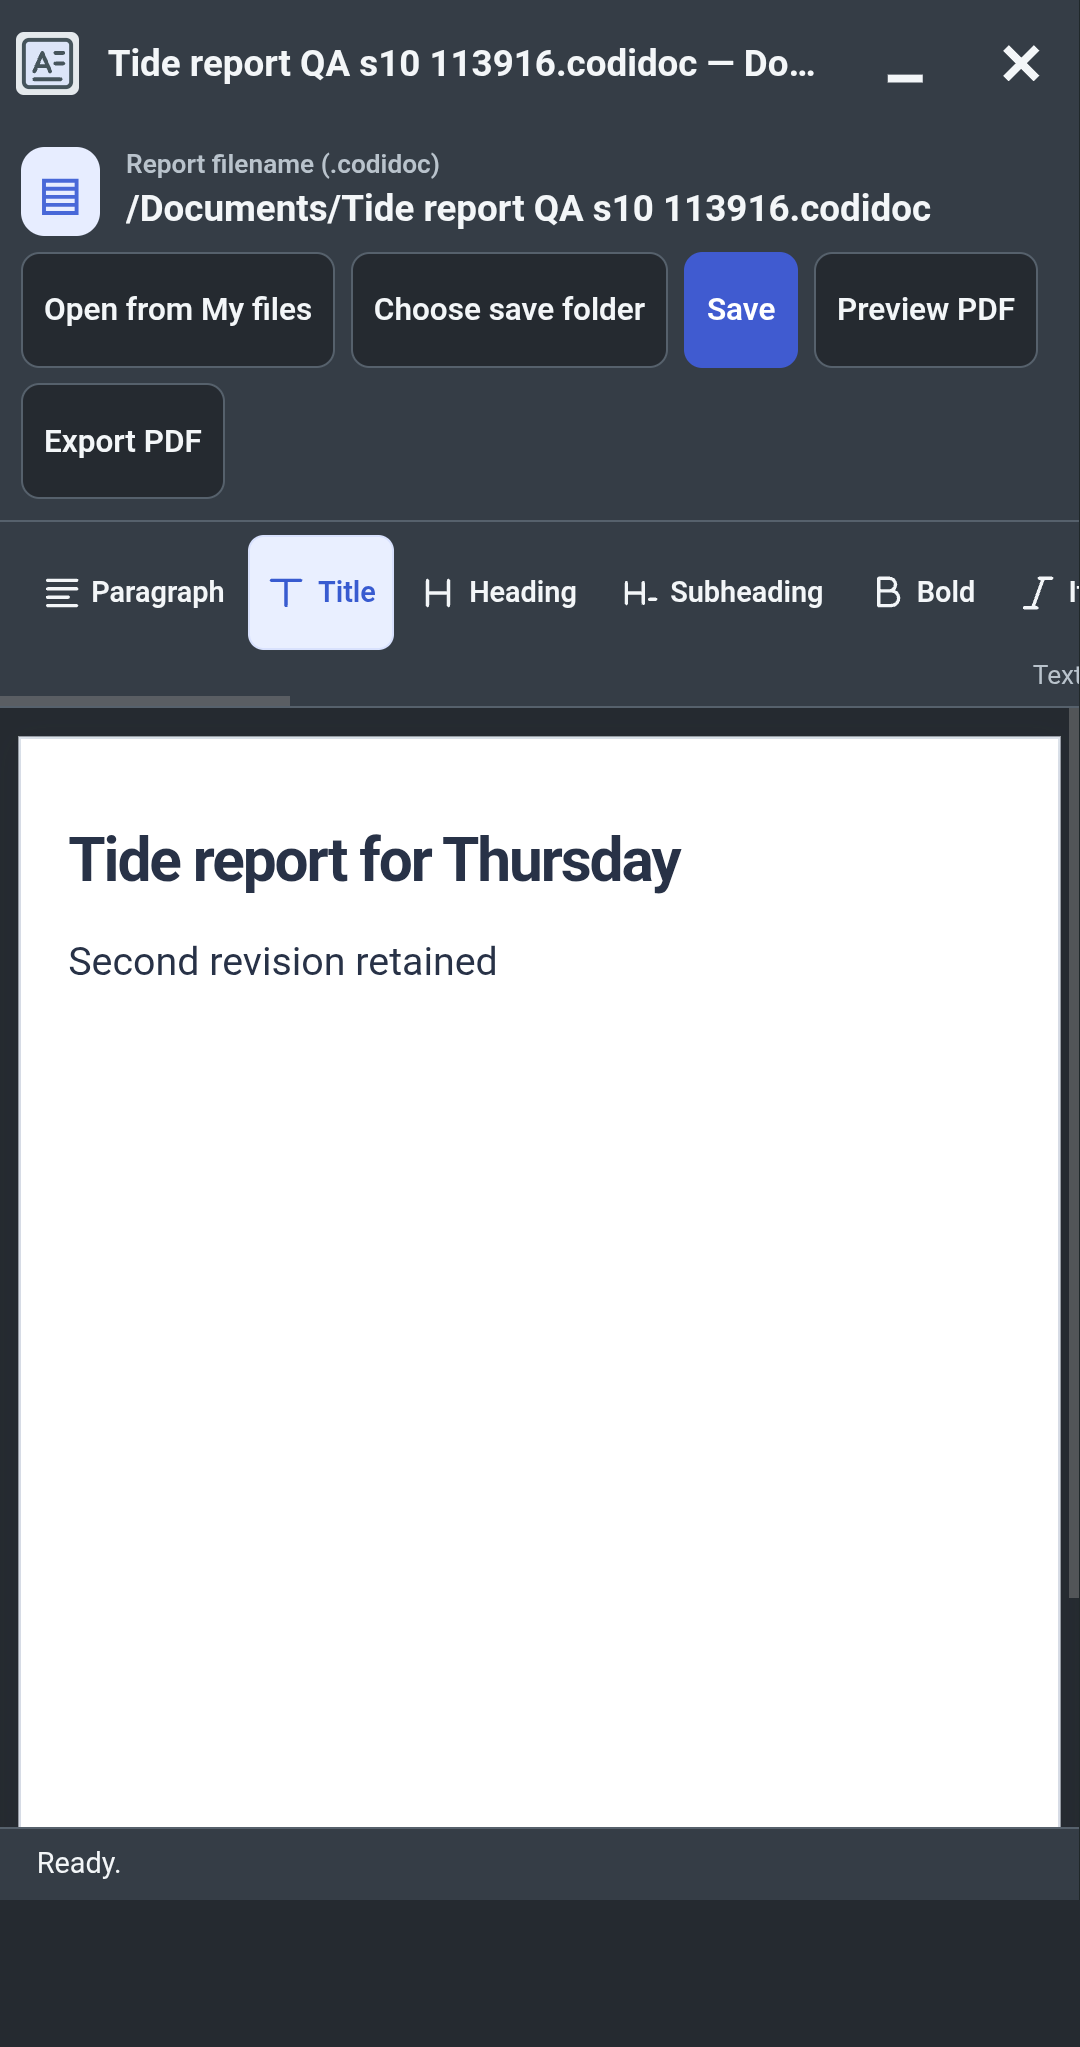 Tide report QA s10 113916.codidoc — Do…
Report filename (.codidoc)
/Documents/Tide report QA s10 113916.codidoc
Open from My files
Choose save folder
Save
Preview PDF
Export PDF
Paragraph
Title
Heading
Subheading
Bold
Text
Tide report for Thursday
Second revision retained
Ready.